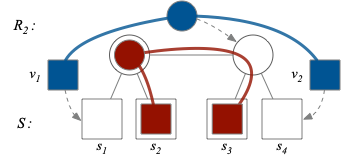 R₂:
v₁ v₂
S:
s₁ s₂ s₃ s₄